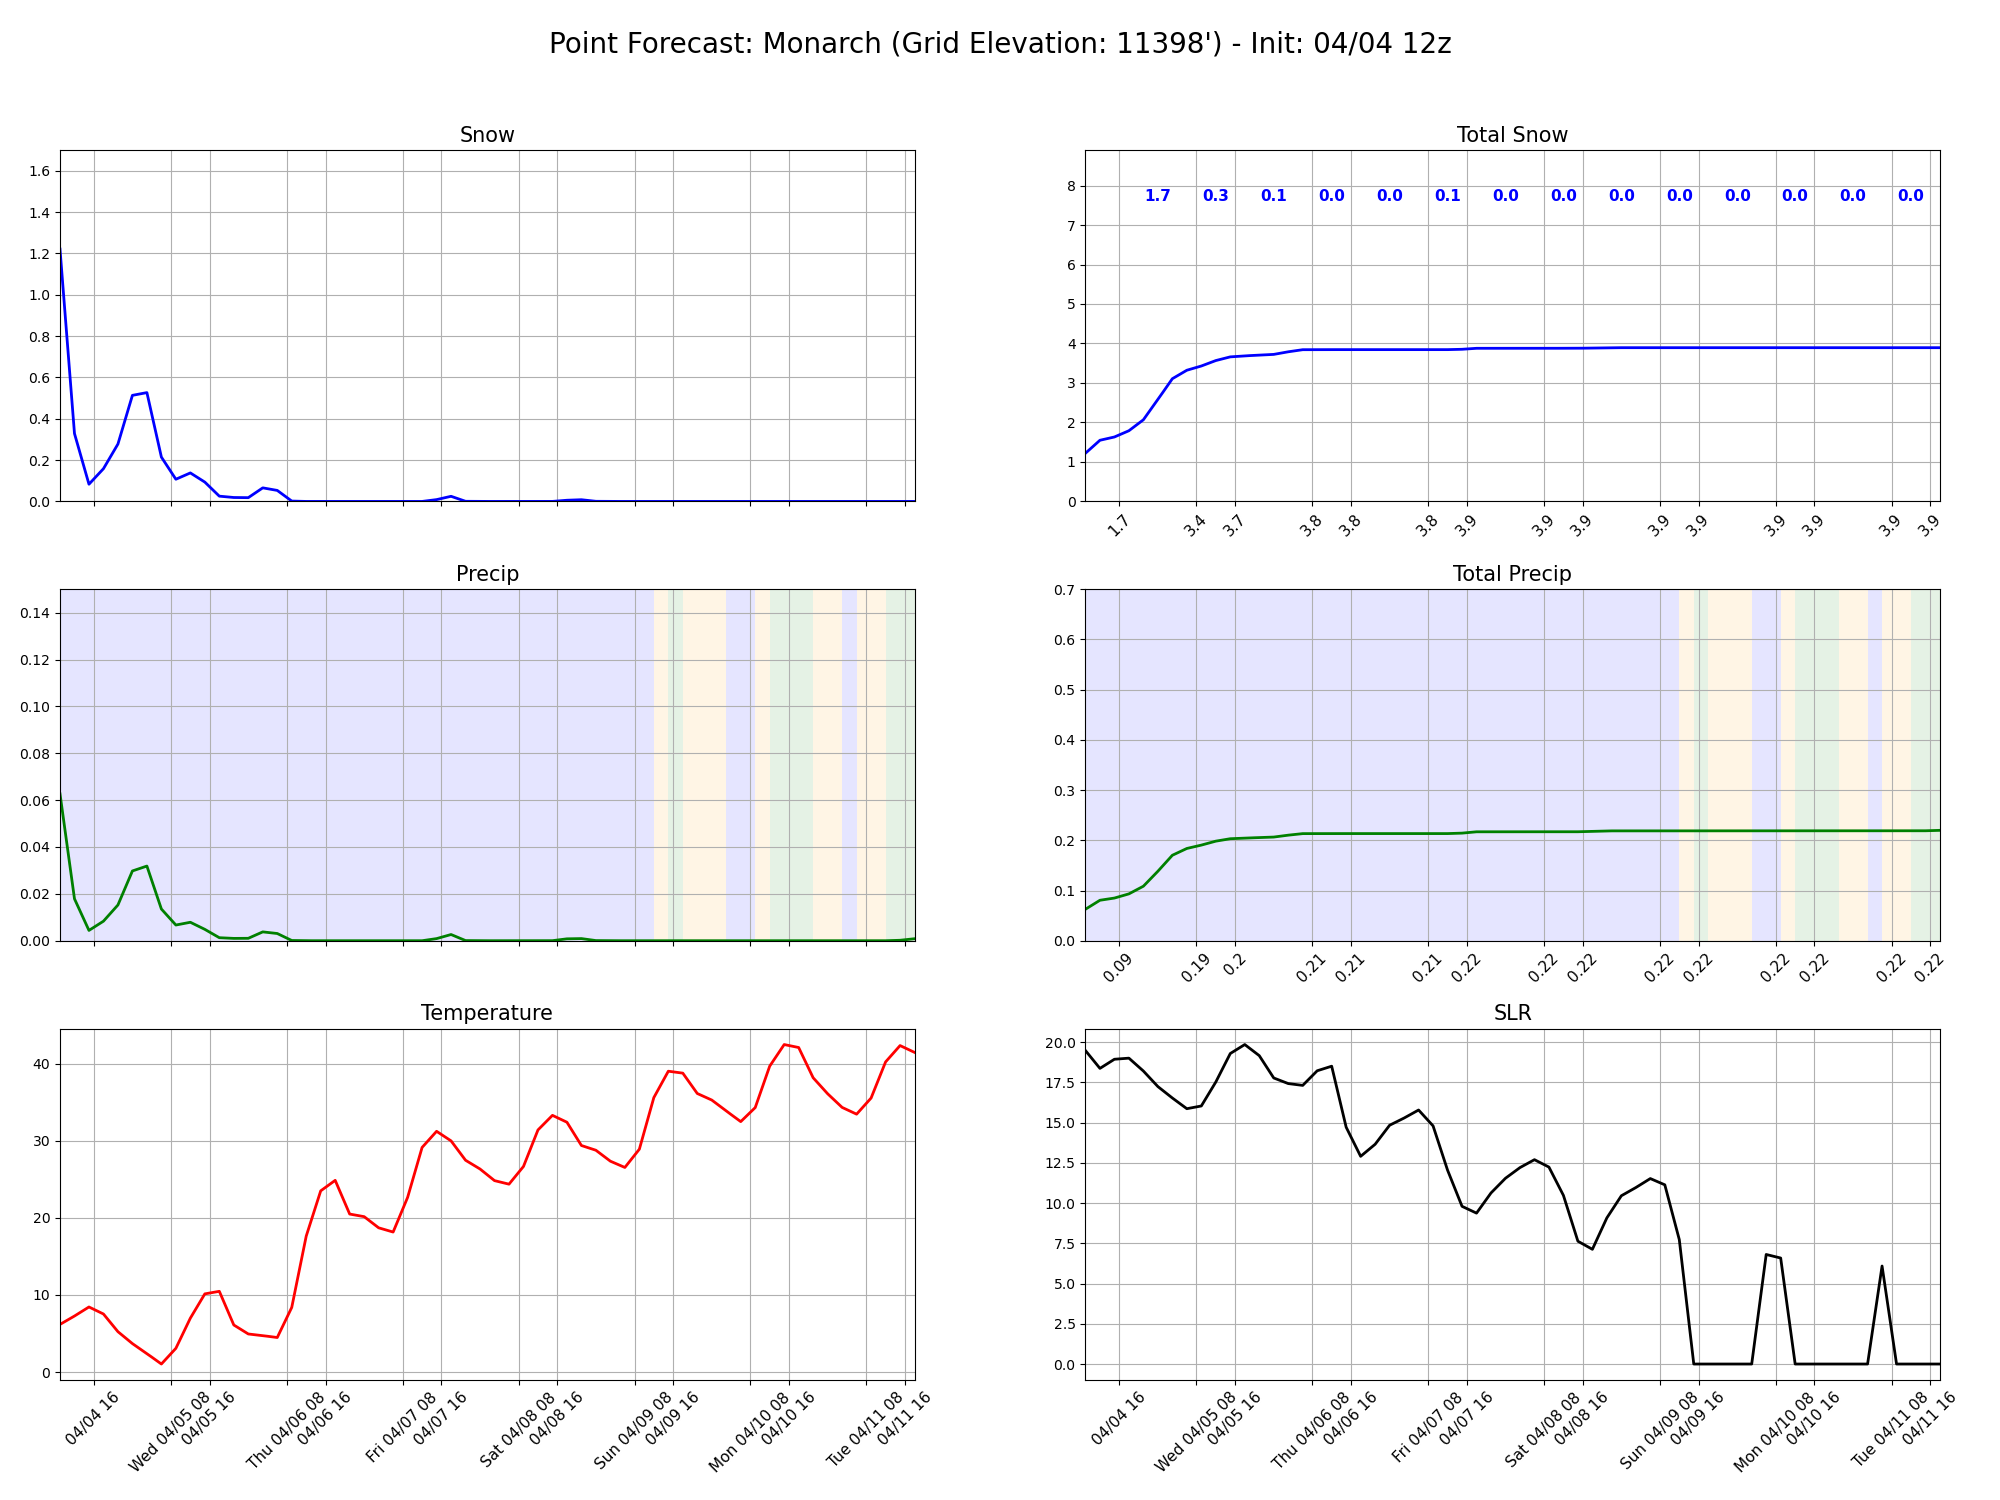 Point Forecast: Monarch (Grid Elevation: 11398') - Init: 04/04 12z
Snow
1.6
1.4
1.2
1.0
0.8
0.6
0.4
0.2
0.0
Total Snow
8
7
6
5
4
3
2
1
0
1.7 0.3 0.1 0.0 0.0 0.1 0.0 0.0 0.0 0.0 0.0 0.0 0.0 0.0
1.7 3.4 3.7 3.8 3.8 3.8 3.9 3.9 3.9 3.9 3.9 3.9 3.9 3.9 3.9
Precip
0.14
0.12
0.10
0.08
0.06
0.04
0.02
0.00
Total Precip
0.7
0.6
0.5
0.4
0.3
0.2
0.1
0.0
0.09 0.19 0.2 0.21 0.21 0.21 0.22 0.22 0.22 0.22 0.22 0.22 0.22 0.22 0.22
Temperature
40
30
20
10
0
04/04 16
Wed 04/05 08
04/05 16
Thu 04/06 08
04/06 16
Fri 04/07 08
04/07 16
Sat 04/08 08
04/08 16
Sun 04/09 08
04/09 16
Mon 04/10 08
04/10 16
Tue 04/11 08
04/11 16
SLR
20.0
17.5
15.0
12.5
10.0
7.5
5.0
2.5
0.0
04/04 16
Wed 04/05 08
04/05 16
Thu 04/06 08
04/06 16
Fri 04/07 08
04/07 16
Sat 04/08 08
04/08 16
Sun 04/09 08
04/09 16
Mon 04/10 08
04/10 16
Tue 04/11 08
04/11 16